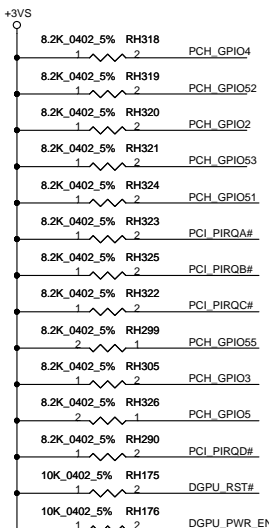 +3VS
8.2K_0402_5% RH318
1 2 PCH_GPIO4
8.2K_0402_5% RH319
1 2 PCH_GPIO52
8.2K_0402_5% RH320
1 2 PCH_GPIO2
8.2K_0402_5% RH321
1 2 PCH_GPIO53
8.2K_0402_5% RH324
1 2 PCH_GPIO51
8.2K_0402_5% RH323
1 2 PCI_PIRQA#
8.2K_0402_5% RH325
1 2 PCI_PIRQB#
8.2K_0402_5% RH322
1 2 PCI_PIRQC#
8.2K_0402_5% RH299
2 1 PCH_GPIO55
8.2K_0402_5% RH305
1 2 PCH_GPIO3
8.2K_0402_5% RH326
2 1 PCH_GPIO5
8.2K_0402_5% RH290
1 2 PCI_PIRQD#
10K_0402_5% RH175
1 2 DGPU_RST#
10K_0402_5% RH176
1 2 DGPU_PWR_EN